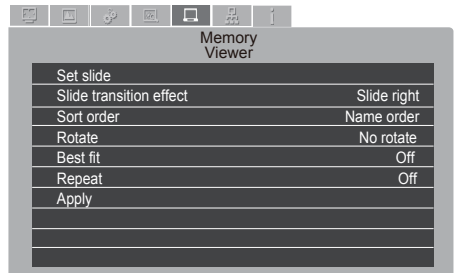 Memory
Viewer
Set slide
Slide transition effect Slide right
Sort order Name order
Rotate No rotate
Best fit Off
Repeat Off
Apply